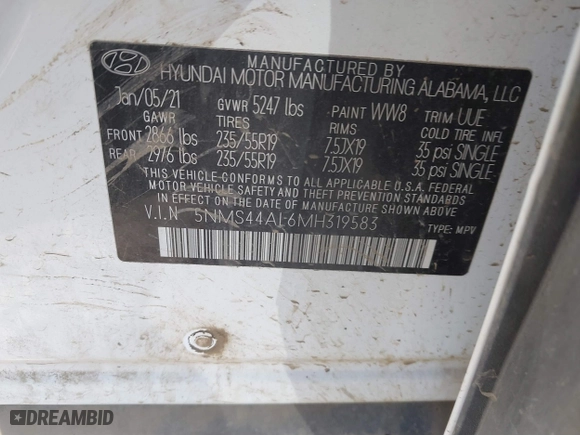 MANUFACTURED BY
HYUNDAI MOTOR MANUFACTURING ALABAMA, LLC
Jan/05/21 GVWR 5247 lbs PAINT WW8 TRIM UUE
GAWR TIRES RIMS COLD TIRE INFL
FRONT 2866 lbs 235/55R19 7.5JX19 35 psi SINGLE
REAR 2976 lbs 235/55R19 7.5JX19 35 psi SINGLE
THIS VEHICLE CONFORMS TO ALL APPLICABLE U.S.A. FEDERAL
MOTOR VEHICLE SAFETY AND THEFT PREVENTION STANDARDS
IN EFFECT ON THE DATE OF MANUFACTURE SHOWN ABOVE.
V.I.N 5NMS44AL6MH319583 TYPE: MPV
DREAMBID